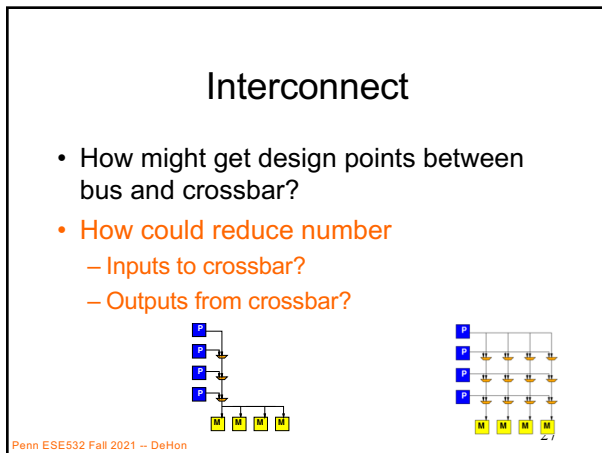 Interconnect
• How might get design points between
bus and crossbar?
• How could reduce number
– Inputs to crossbar?
– Outputs from crossbar?
P
P
P
P
M M M M
P
P
P
P
M M M M
27
Penn ESE532 Fall 2021 -- DeHon